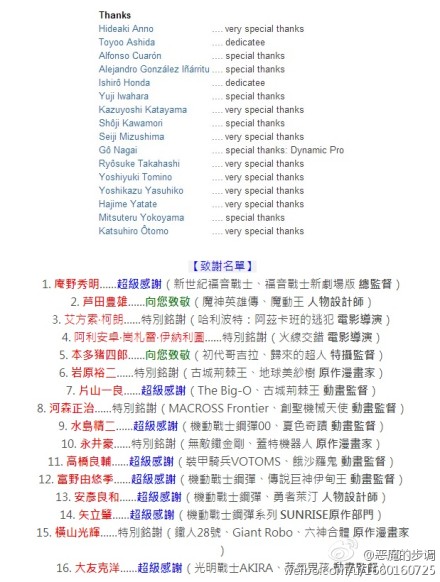 Thanks
Hideaki Anno .... very special thanks
Toyoo Ashida .... dedicatee
Alfonso Cuarón .... special thanks
Alejandro González Iñárritu .... special thanks
Ishirô Honda .... dedicatee
Yuji Iwahara .... special thanks
Kazuyoshi Katayama .... very special thanks
Shôji Kawamori .... special thanks
Seiji Mizushima .... very special thanks
Gô Nagai .... special thanks: Dynamic Pro
Ryôsuke Takahashi .... very special thanks
Yoshiyuki Tomino .... very special thanks
Yoshikazu Yasuhiko .... very special thanks
Hajime Yatate .... very special thanks
Mitsuteru Yokoyama .... special thanks
Katsuhiro Ôtomo .... very special thanks
【致謝名單】
1. 庵野秀明......超級感謝（新世紀福音戰士、福音戰士新劇場版 總監督）
2. 芦田豊雄......向您致敬（魔神英雄傳、魔動王 人物設計師）
3. 艾方索·柯朗......特別銘謝（哈利波特：阿茲卡班的逃犯 電影導演）
4. 阿利安卓·崗札雷·伊納利圖......特別銘謝（火線交錯 電影導演）
5. 本多猪四郎......向您致敬（初代哥吉拉、歸來的超人 特攝監督）
6. 岩原裕二......特別銘謝（古城荊棘王、地球美紗樹 原作漫畫家）
7. 片山一良......超級感謝（The Big-O、古城荊棘王 動畫監督）
8. 河森正治......特別銘謝（MACROSS Frontier、創聖機械天使 動畫監督）
9. 水島精二......超級感謝（機動戰士鋼彈00、夏色奇蹟 動畫監督）
10. 永井豪......特別銘謝（無敵鐵金剛、蓋特機器人 原作漫畫家）
11. 高橋良輔......超級感謝（裝甲騎兵VOTOMS、餓沙羅鬼 動畫監督）
12. 富野由悠季......超級感謝（機動戰士鋼彈、傳說巨神伊甸王 動畫監督）
13. 安彥良和......超級感謝（機動戰士鋼彈、勇者萊汀 人物設計師）
14. 矢立肇......超級感謝（機動戰士鋼彈系列 SUNRISE原作部門）
15. 橫山光輝......特別銘謝（鐵人28號、Giant Robo、六神合體 原作漫畫家
）
16. 大友克洋......超級感謝（光明戰士AKIRA、蒸氣男孩 動畫監督）
@恶魔的步调